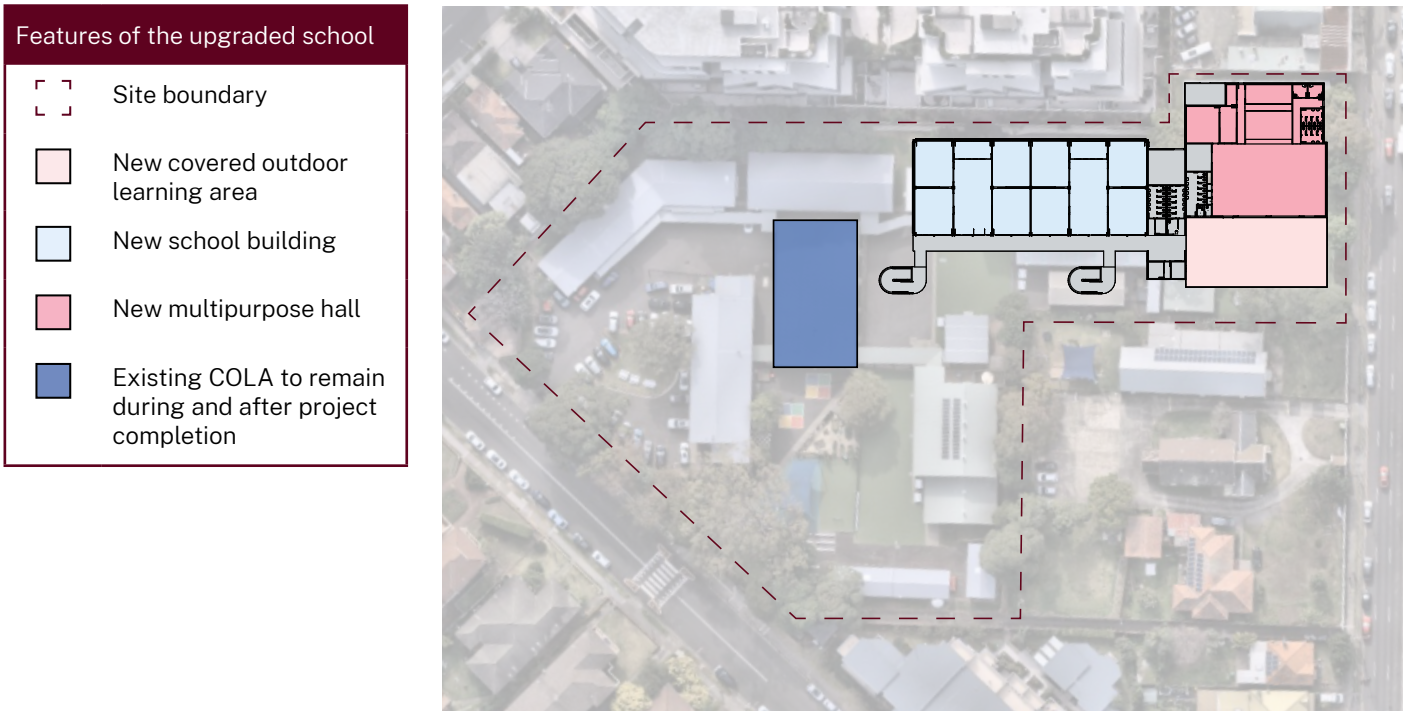 Features of the upgraded school
Site boundary
New covered outdoor
learning area
New school building
New multipurpose hall
Existing COLA to remain
during and after project
completion